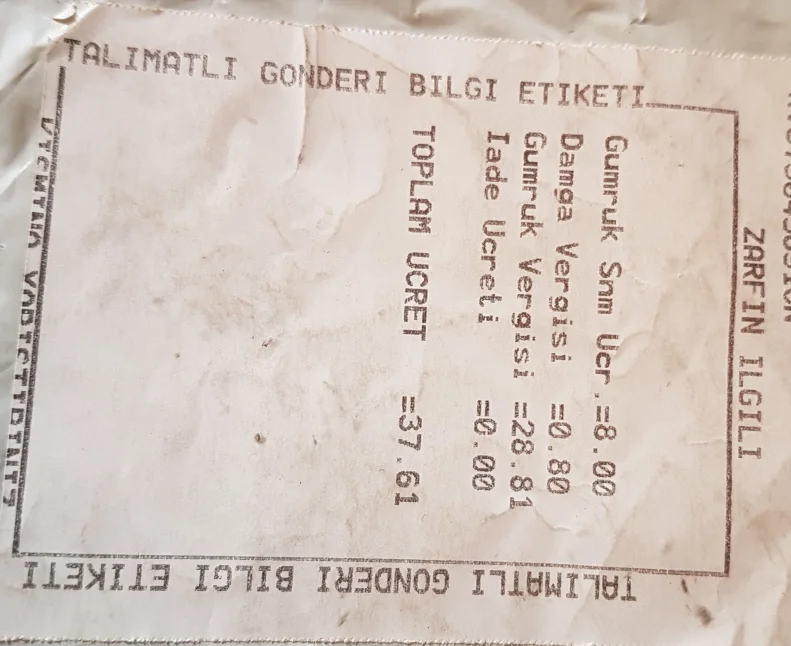 TALIMATLI GONDERI BILGI ETIKETI
ZARFIN ILGILI
Gumruk Snm Ucr.=8.00
Damga Vergisi =0.80
Gumruk Vergisi =28.81
Iade Ucreti =0.00
TOPLAM UCRET =37.61
TALIMATLI GONDERI BILGI ETIKETI